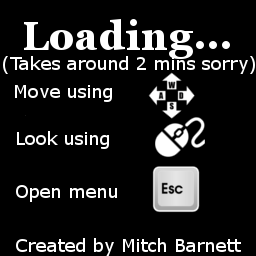 Loading...
(Takes around 2 mins sorry)
Move using
W
A D
S
Look using
Open menu Esc
Created by Mitch Barnett